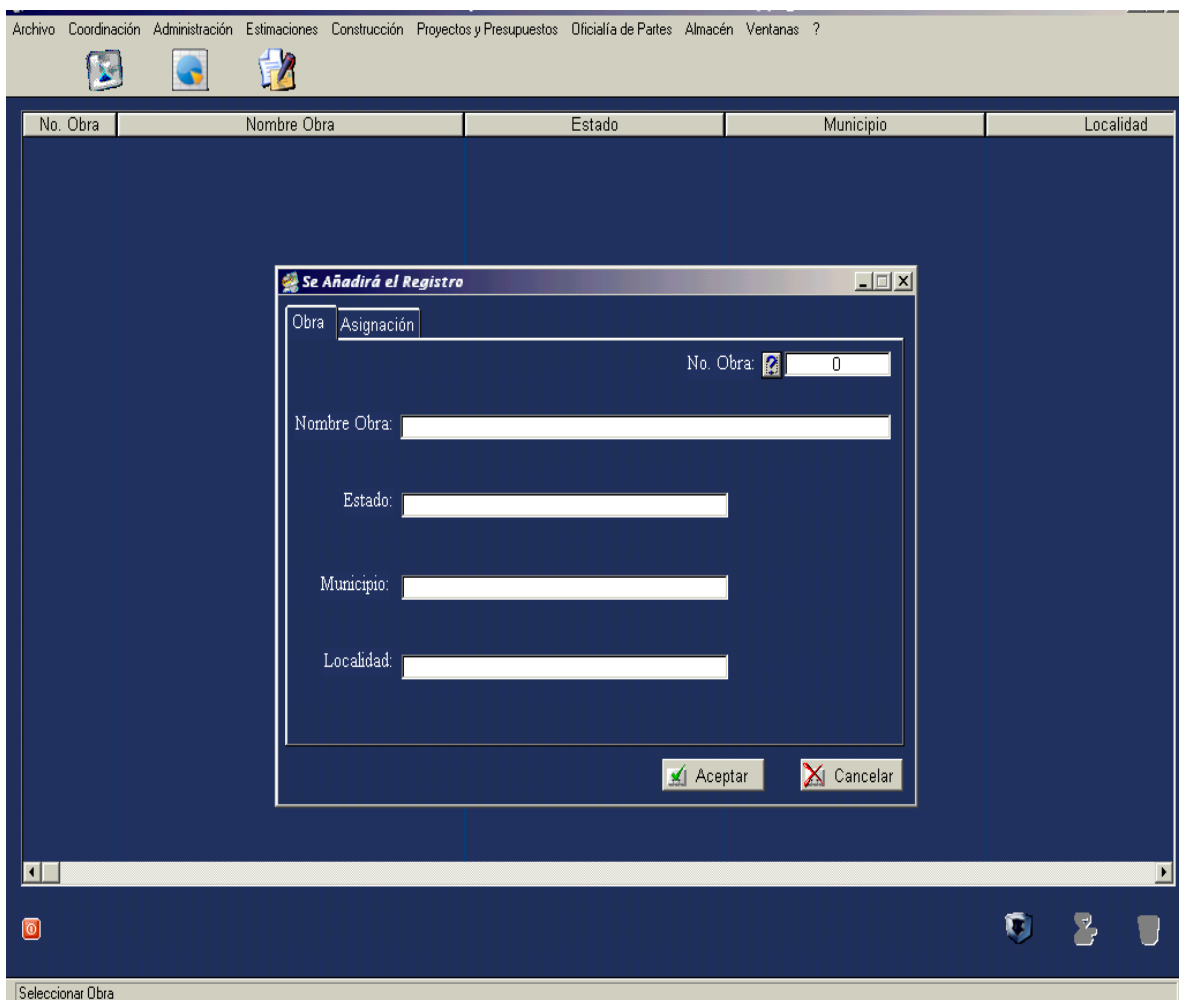 Archivo Coordinación Administración Estimaciones Construcción Proyectos y Presupuestos Oficialía de Partes Almacén Ventanas ?
No. Obra Nombre Obra Estado Municipio Localidad
Se Añadirá el Registro
Obra Asignación
No. Obra: 0
Nombre Obra:
Estado:
Municipio:
Localidad:
Aceptar Cancelar
Seleccionar Obra